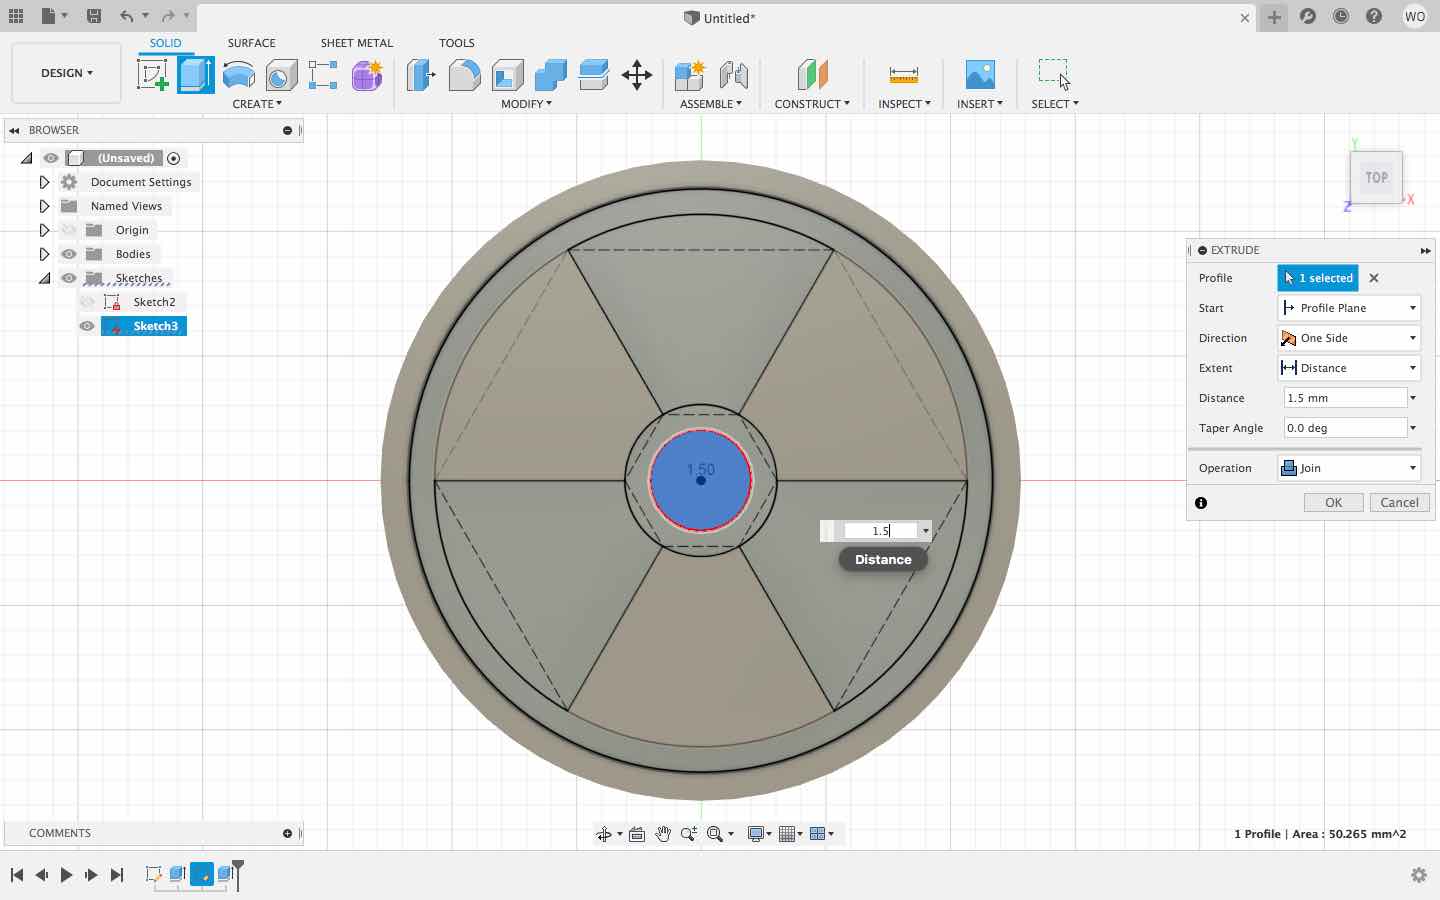 Untitled*
WO
SOLID
SURFACE
SHEET METAL
TOOLS
DESIGN
CREATE
MODIFY
ASSEMBLE
CONSTRUCT
INSPECT
INSERT
SELECT
BROWSER
(Unsaved)
Document Settings
Named Views
Origin
Bodies
Sketches
Sketch2
Sketch3
Y
TOP
X
Z
EXTRUDE
Profile 1 selected
Start Profile Plane
Direction One Side
Extent Distance
Distance 1.5 mm
Taper Angle 0.0 deg
Operation Join
OK Cancel
1.50
1.5
Distance
COMMENTS
1 Profile | Area : 50.265 mm^2